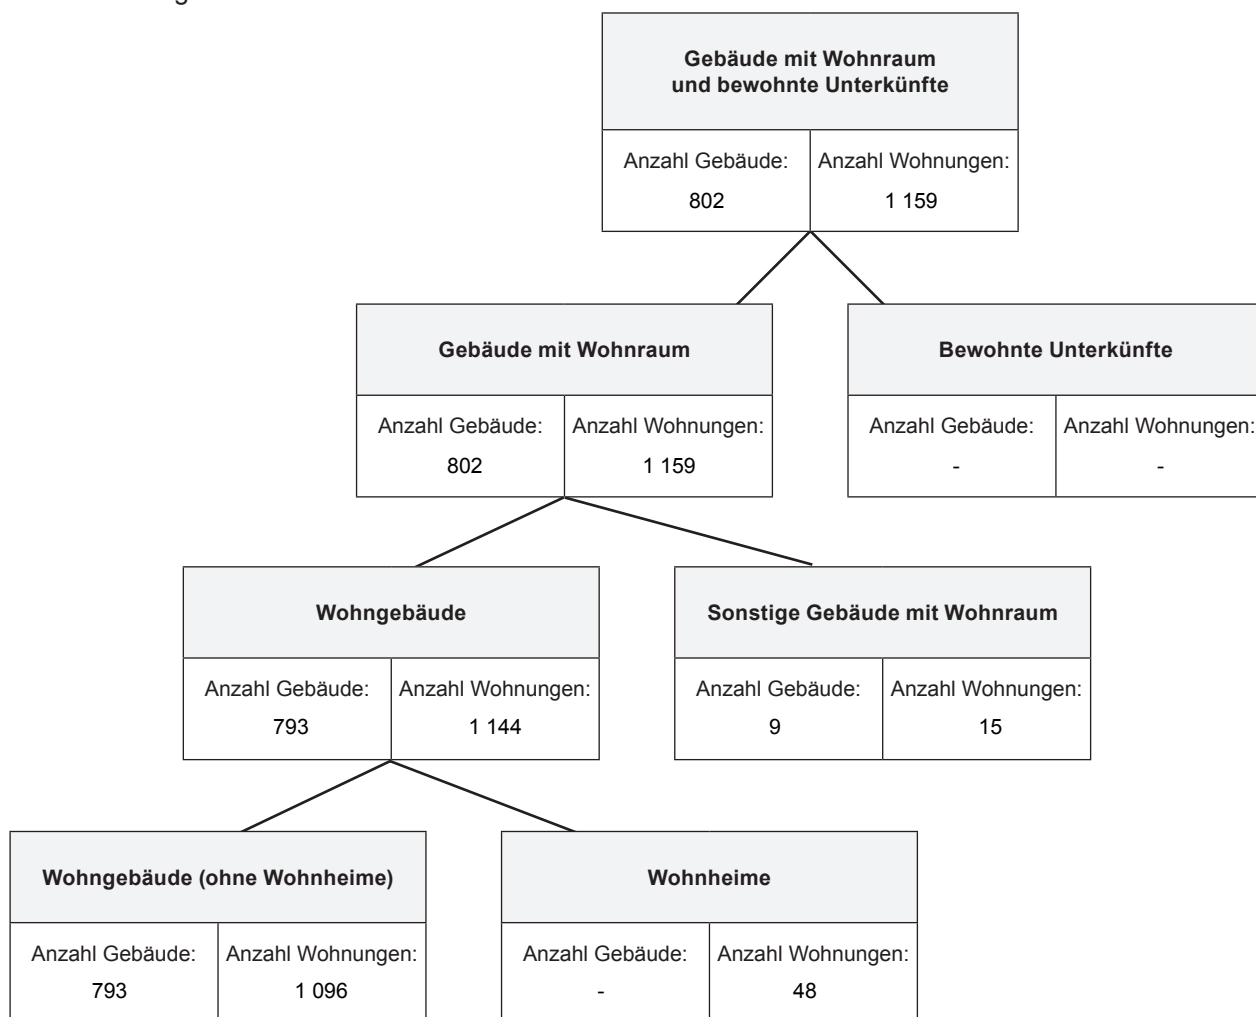 Gebäude mit Wohnraum
und bewohnte Unterkünfte
Anzahl Gebäude: Anzahl Wohnungen:
802 1 159
Gebäude mit Wohnraum
Anzahl Gebäude: Anzahl Wohnungen:
802 1 159
Bewohnte Unterkünfte
Anzahl Gebäude: Anzahl Wohnungen:
- -
Wohngebäude
Anzahl Gebäude: Anzahl Wohnungen:
793 1 144
Sonstige Gebäude mit Wohnraum
Anzahl Gebäude: Anzahl Wohnungen:
9 15
Wohngebäude (ohne Wohnheime)
Anzahl Gebäude: Anzahl Wohnungen:
793 1 096
Wohnheime
Anzahl Gebäude: Anzahl Wohnungen:
- 48